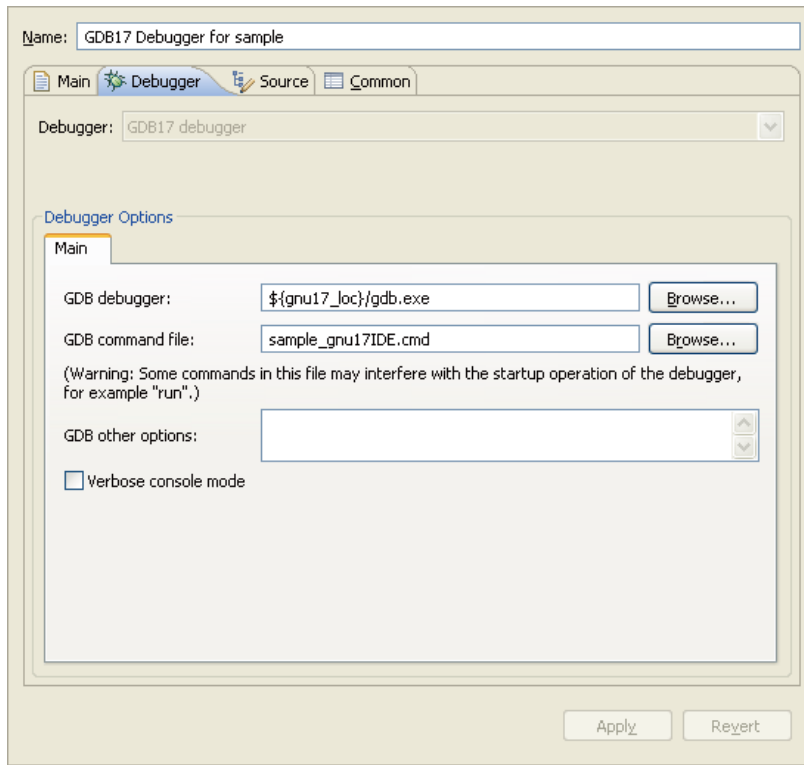 Name: GDB17 Debugger for sample
Main Debugger Source Common
Debugger: GDB17 debugger
Debugger Options
Main
GDB debugger: ${gnu17_loc}/gdb.exe Browse...
GDB command file: sample_gnu17IDE.cmd Browse...
(Warning: Some commands in this file may interfere with the startup operation of the debugger,
for example "run".)
GDB other options:
Verbose console mode
Apply Revert